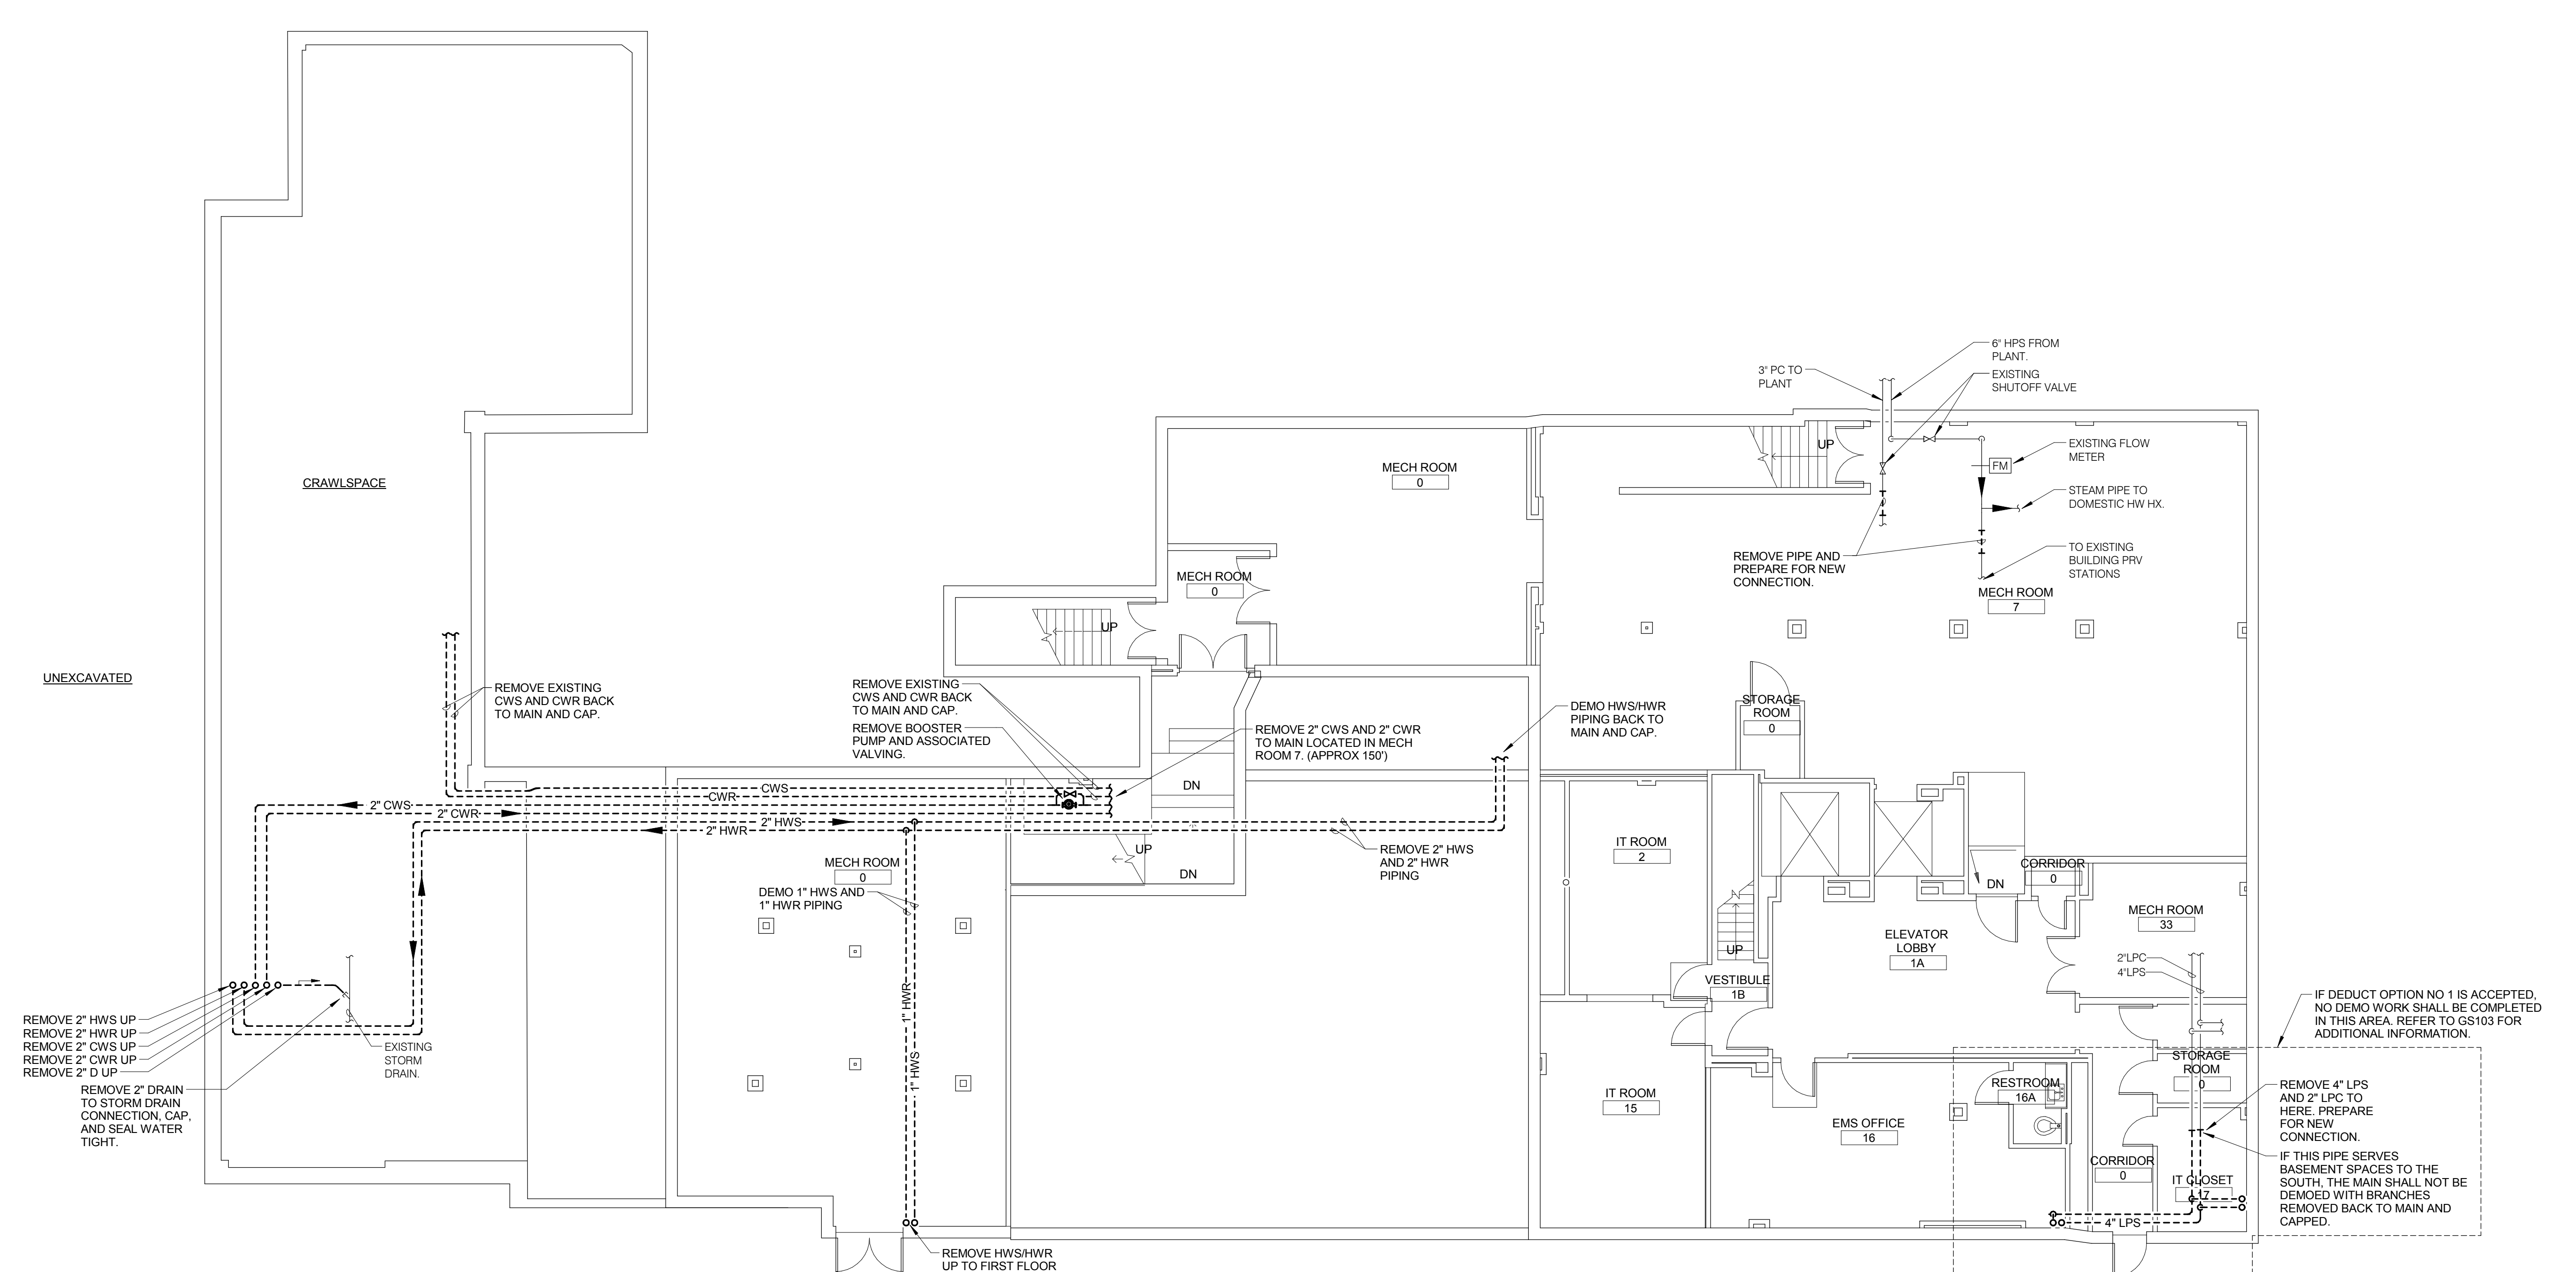 6" HPS FROM
PLANT.
3" PC TO
PLANT
EXISTING
SHUTOFF VALVE
UP
EXISTING FLOW
METER
FM
MECH ROOM
0
CRAWLSPACE
STEAM PIPE TO
DOMESTIC HW HX.
REMOVE PIPE AND
PREPARE FOR NEW
CONNECTION.
TO EXISTING
BUILDING PRV
STATIONS
MECH ROOM
0
MECH ROOM
7
UP
UNEXCAVATED
REMOVE EXISTING
CWS AND CWR BACK
TO MAIN AND CAP.
REMOVE EXISTING
CWS AND CWR BACK
TO MAIN AND CAP.
REMOVE BOOSTER
PUMP AND ASSOCIATED
VALVING.
REMOVE 2" CWS AND 2" CWR
TO MAIN LOCATED IN MECH
ROOM 7. (APPROX 150')
DEMO HWS/HWR
PIPING BACK TO
MAIN AND CAP.
STORAGE
ROOM
0
DN
CWS
CWR
2" CWS
2" CWR
2" HWS
2" HWR
UP
DN
REMOVE 2" HWS
AND 2" HWR
PIPING
IT ROOM
2
MECH ROOM
0
DEMO 1" HWS AND
1" HWR PIPING
CORRIDOR
0
DN
MECH ROOM
33
ELEVATOR
LOBBY
1A
UP
2"LPC
4"LPS
VESTIBULE
1B
1" HWR
1" HWS
REMOVE 2" HWS UP
REMOVE 2" HWR UP
REMOVE 2" CWS UP
REMOVE 2" CWR UP
REMOVE 2" D UP
EXISTING
STORM
DRAIN.
REMOVE 2" DRAIN
TO STORM DRAIN
CONNECTION, CAP,
AND SEAL WATER
TIGHT.
IF DEDUCT OPTION NO 1 IS ACCEPTED,
NO DEMO WORK SHALL BE COMPLETED
IN THIS AREA. REFER TO GS103 FOR
ADDITIONAL INFORMATION.
STORAGE
ROOM
0
RESTROOM
16A
IT ROOM
15
EMS OFFICE
16
REMOVE 4" LPS
AND 2" LPC TO
HERE. PREPARE
FOR NEW
CONNECTION.
IF THIS PIPE SERVES
BASEMENT SPACES TO THE
SOUTH, THE MAIN SHALL NOT BE
DEMOED WITH BRANCHES
REMOVED BACK TO MAIN AND
CAPPED.
CORRIDOR
0
IT CLOSET
17
4" LPS
REMOVE HWS/HWR
UP TO FIRST FLOOR